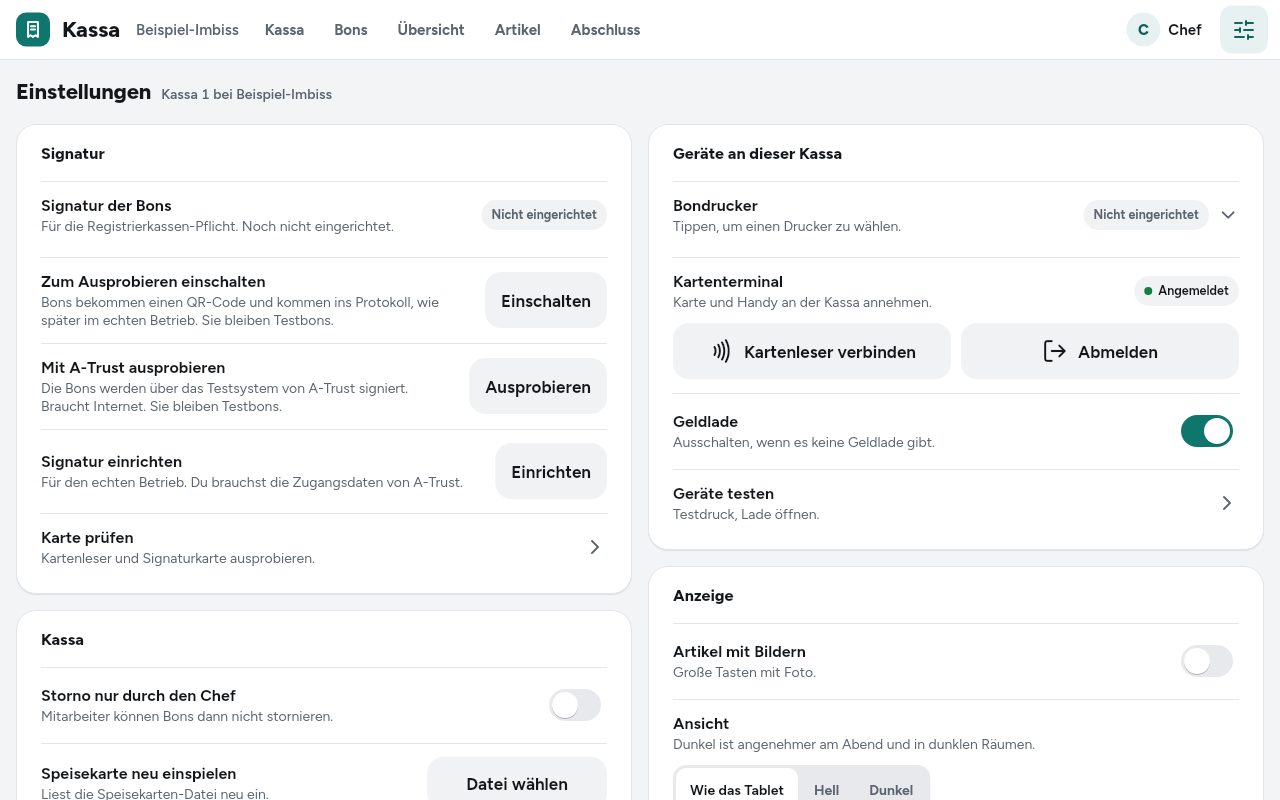 Kassa
Beispiel-Imbiss
Kassa
Bons
Übersicht
Artikel
Abschluss
C
Chef
Einstellungen
Kassa 1 bei Beispiel-Imbiss
Signatur
Signatur der Bons
Für die Registrierkassen-Pflicht. Noch nicht eingerichtet.
Nicht eingerichtet
Zum Ausprobieren einschalten
Bons bekommen einen QR-Code und kommen ins Protokoll, wie
später im echten Betrieb. Sie bleiben Testbons.
Einschalten
Mit A-Trust ausprobieren
Die Bons werden über das Testsystem von A-Trust signiert.
Braucht Internet. Sie bleiben Testbons.
Ausprobieren
Signatur einrichten
Für den echten Betrieb. Du brauchst die Zugangsdaten von A-Trust.
Einrichten
Karte prüfen
Kartenleser und Signaturkarte ausprobieren.
Kassa
Storno nur durch den Chef
Mitarbeiter können Bons dann nicht stornieren.
Speisekarte neu einspielen
Liest die Speisekarten-Datei neu ein.
Datei wählen
Geräte an dieser Kassa
Bondrucker
Tippen, um einen Drucker zu wählen.
Nicht eingerichtet
Kartenterminal
Karte und Handy an der Kassa annehmen.
Angemeldet
Kartenleser verbinden
Abmelden
Geldlade
Ausschalten, wenn es keine Geldlade gibt.
Geräte testen
Testdruck, Lade öffnen.
Anzeige
Artikel mit Bildern
Große Tasten mit Foto.
Ansicht
Dunkel ist angenehmer am Abend und in dunklen Räumen.
Wie das Tablet
Hell
Dunkel